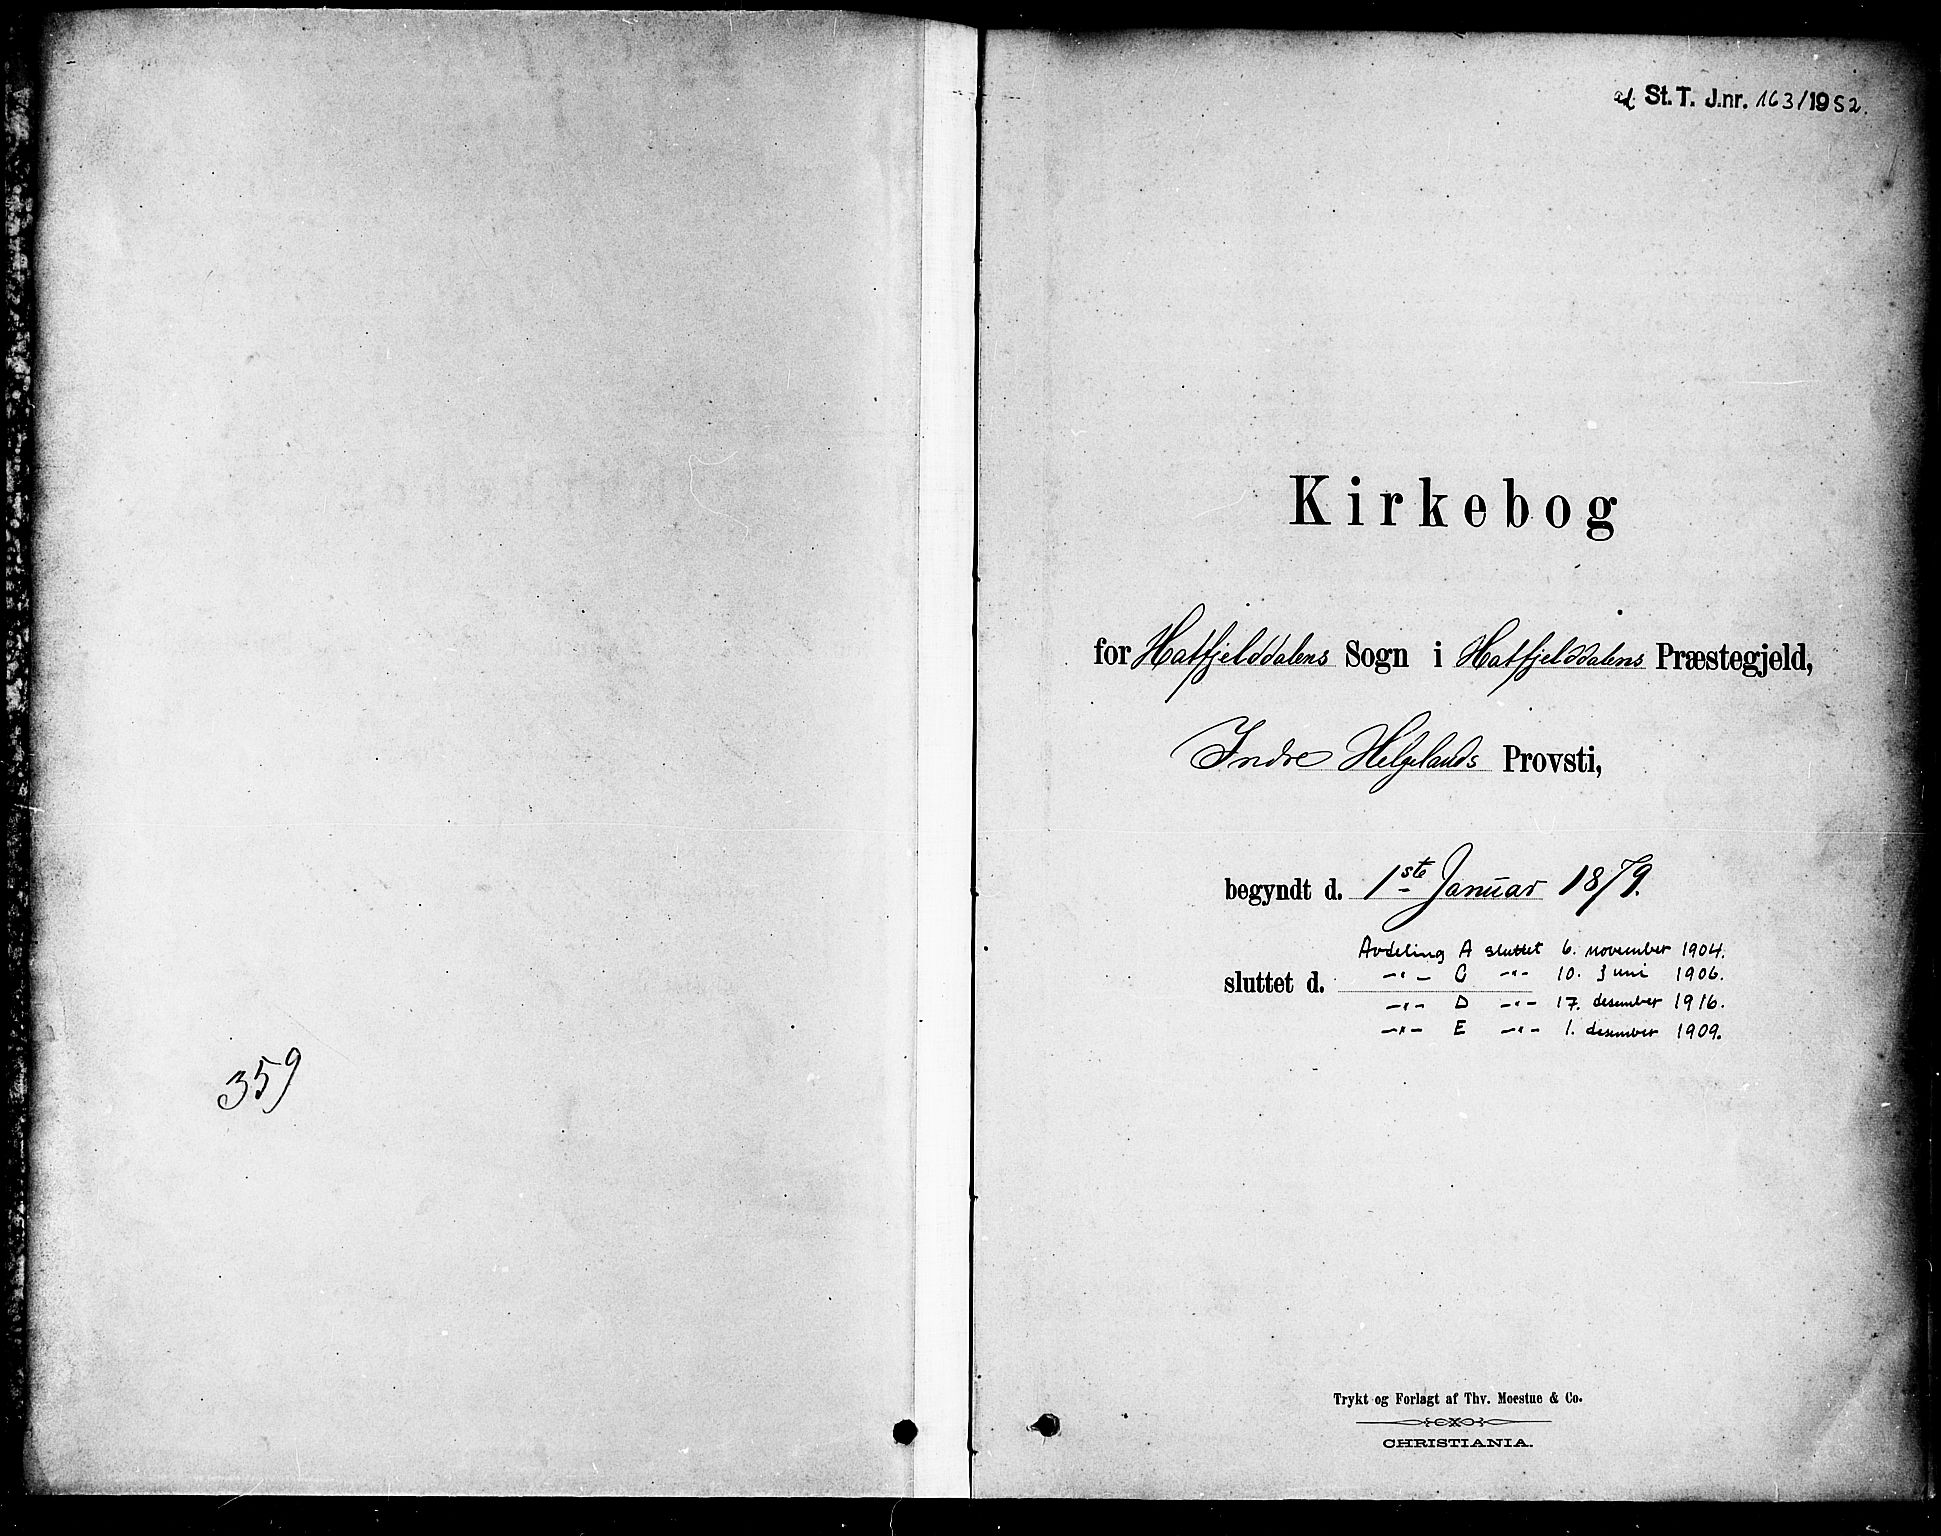 359
ad. St. T. J.nr. 163/1952.
Kirkebog
for Hatfjelddalens Sogn i Hatfjelddalens Præstegjeld,
Indre Helgelands Provsti,
begyndt d. 1ste Januar 1879.
Avdeling A sluttet 6. november 1904.
sluttet d. -"- C -"- 10. juni 1906.
-"- D -"- 17. desember 1916.
-"- E -"- 1. desember 1909.
Trykt og Forlagt af Thv. Moestue & Co.
CHRISTIANIA.